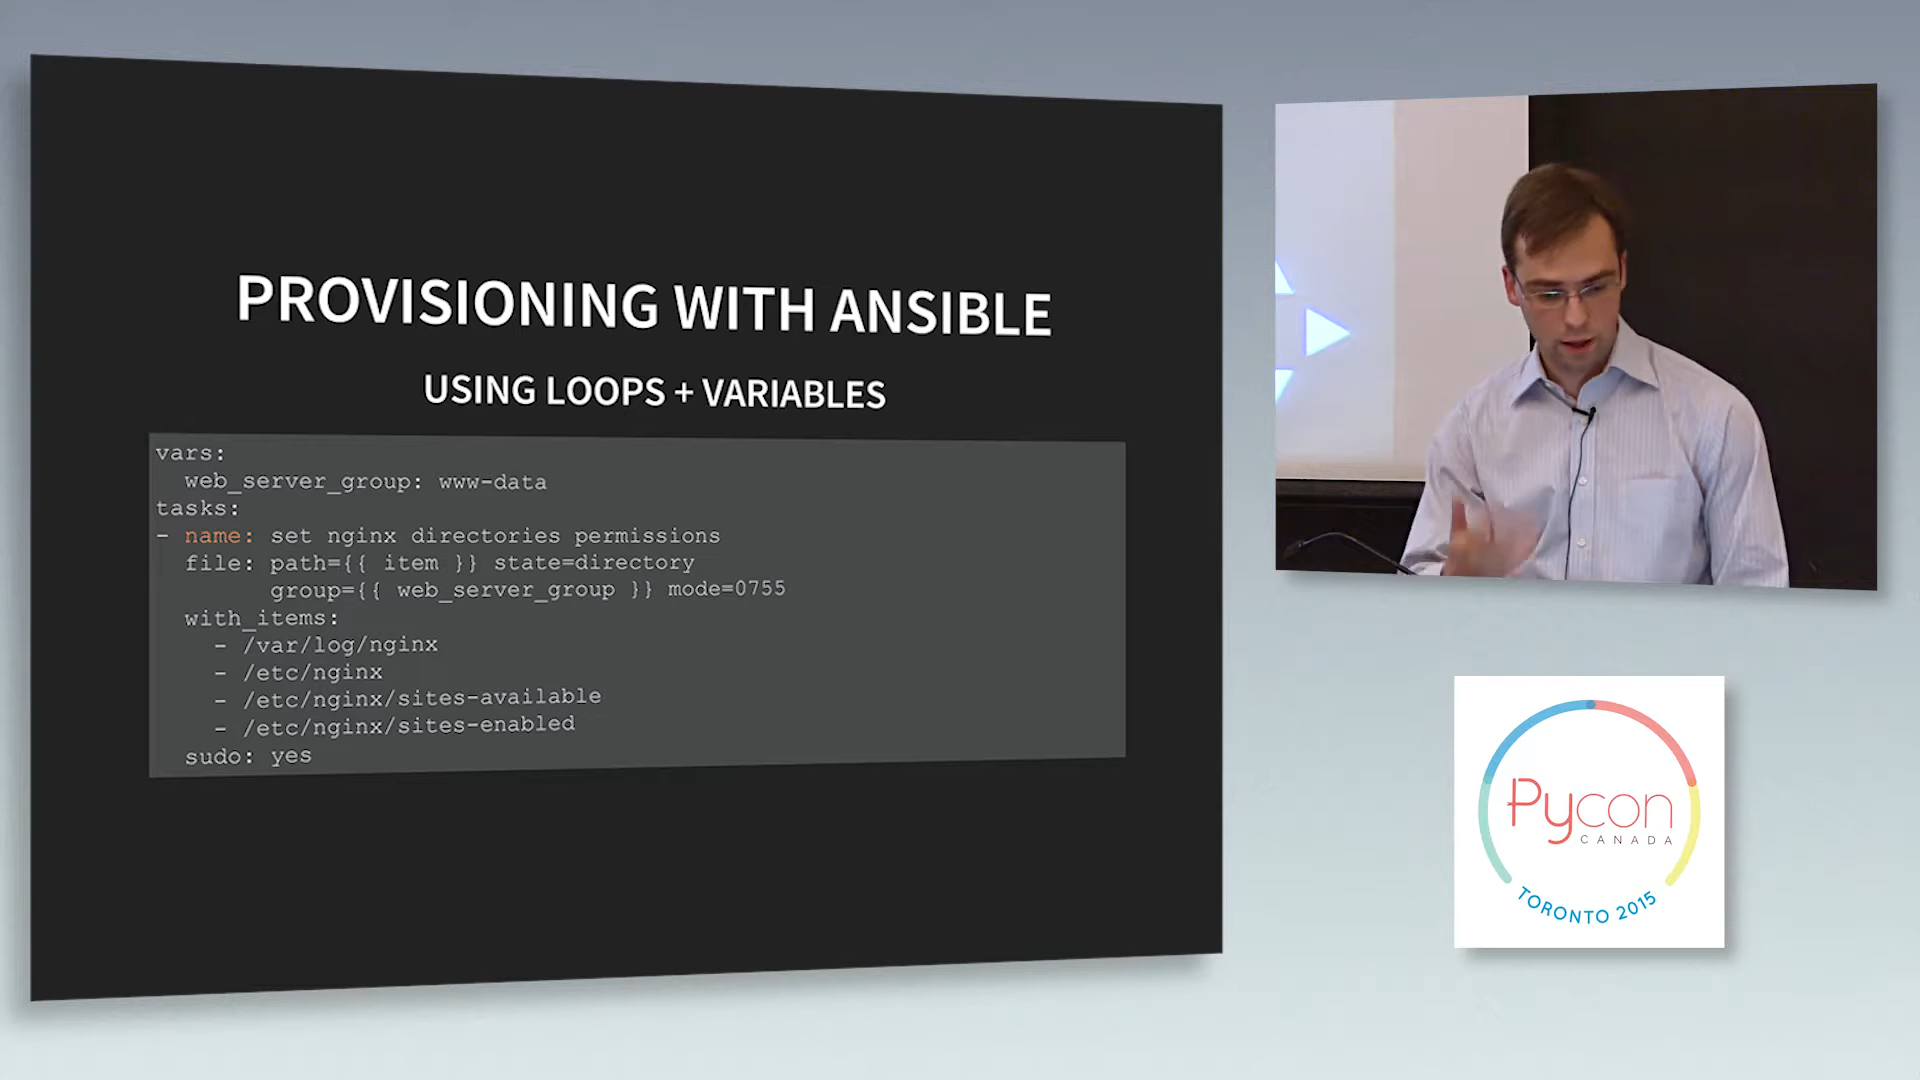 PROVISIONING WITH ANSIBLE
USING LOOPS + VARIABLES
vars:
  web_server_group: www-data
tasks:
- name: set nginx directories permissions
  file: path={{ item }} state=directory
        group={{ web_server_group }} mode=0755
  with_items:
    - /var/log/nginx
    - /etc/nginx
    - /etc/nginx/sites-available
    - /etc/nginx/sites-enabled
  sudo: yes
Pycon
CANADA
TORONTO 2015